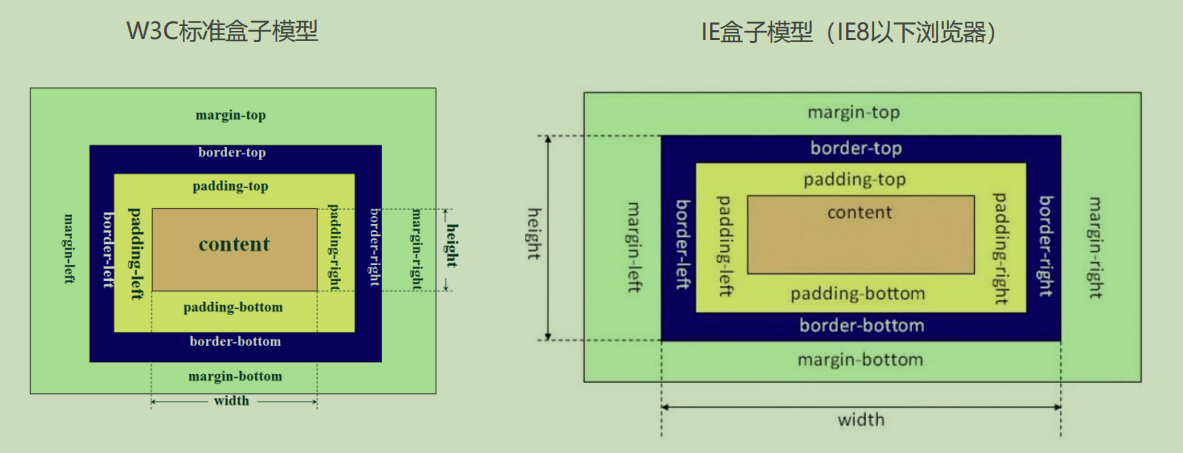 W3C标准盒子模型
margin-top
border-top
padding-top
margin-left
border-left
padding-left
content
padding-right
border-right
margin-right
height
padding-bottom
border-bottom
margin-bottom
width
IE盒子模型（IE8以下浏览器）
margin-top
border-top
padding-top
height
margin-left
border-left
padding-left
content
padding-right
border-right
margin-right
padding-bottom
border-bottom
margin-bottom
width